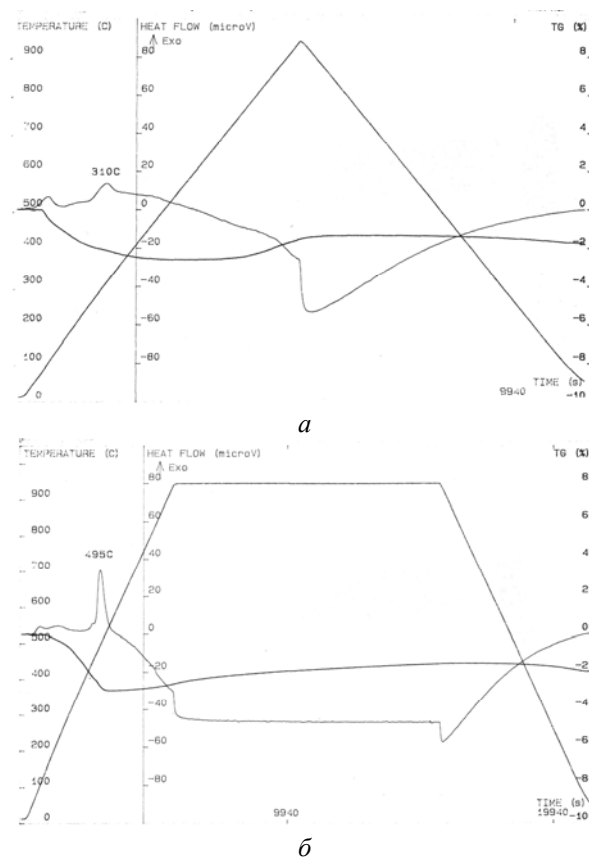 TEMPERATURE (C) HEAT FLOW (microV) TG (%)
Exo
900 80 8
800 60 6
700 40 4
310C
600 20 2
500 0 0
400 -20 -2
300 -40 -4
200 -60 -6
100 -80 -8
TIME (s)
0 9940 -10
а
TEMPERATURE (C) HEAT FLOW (microV) TG (%)
Exo
900 80 8
800 60 6
700 40 4
495C
600 20 2
500 0 0
400 -20 -2
300 -40 -4
200 -60 -6
100 -80 -8
TIME (s)
0 9940 19940 -10
б